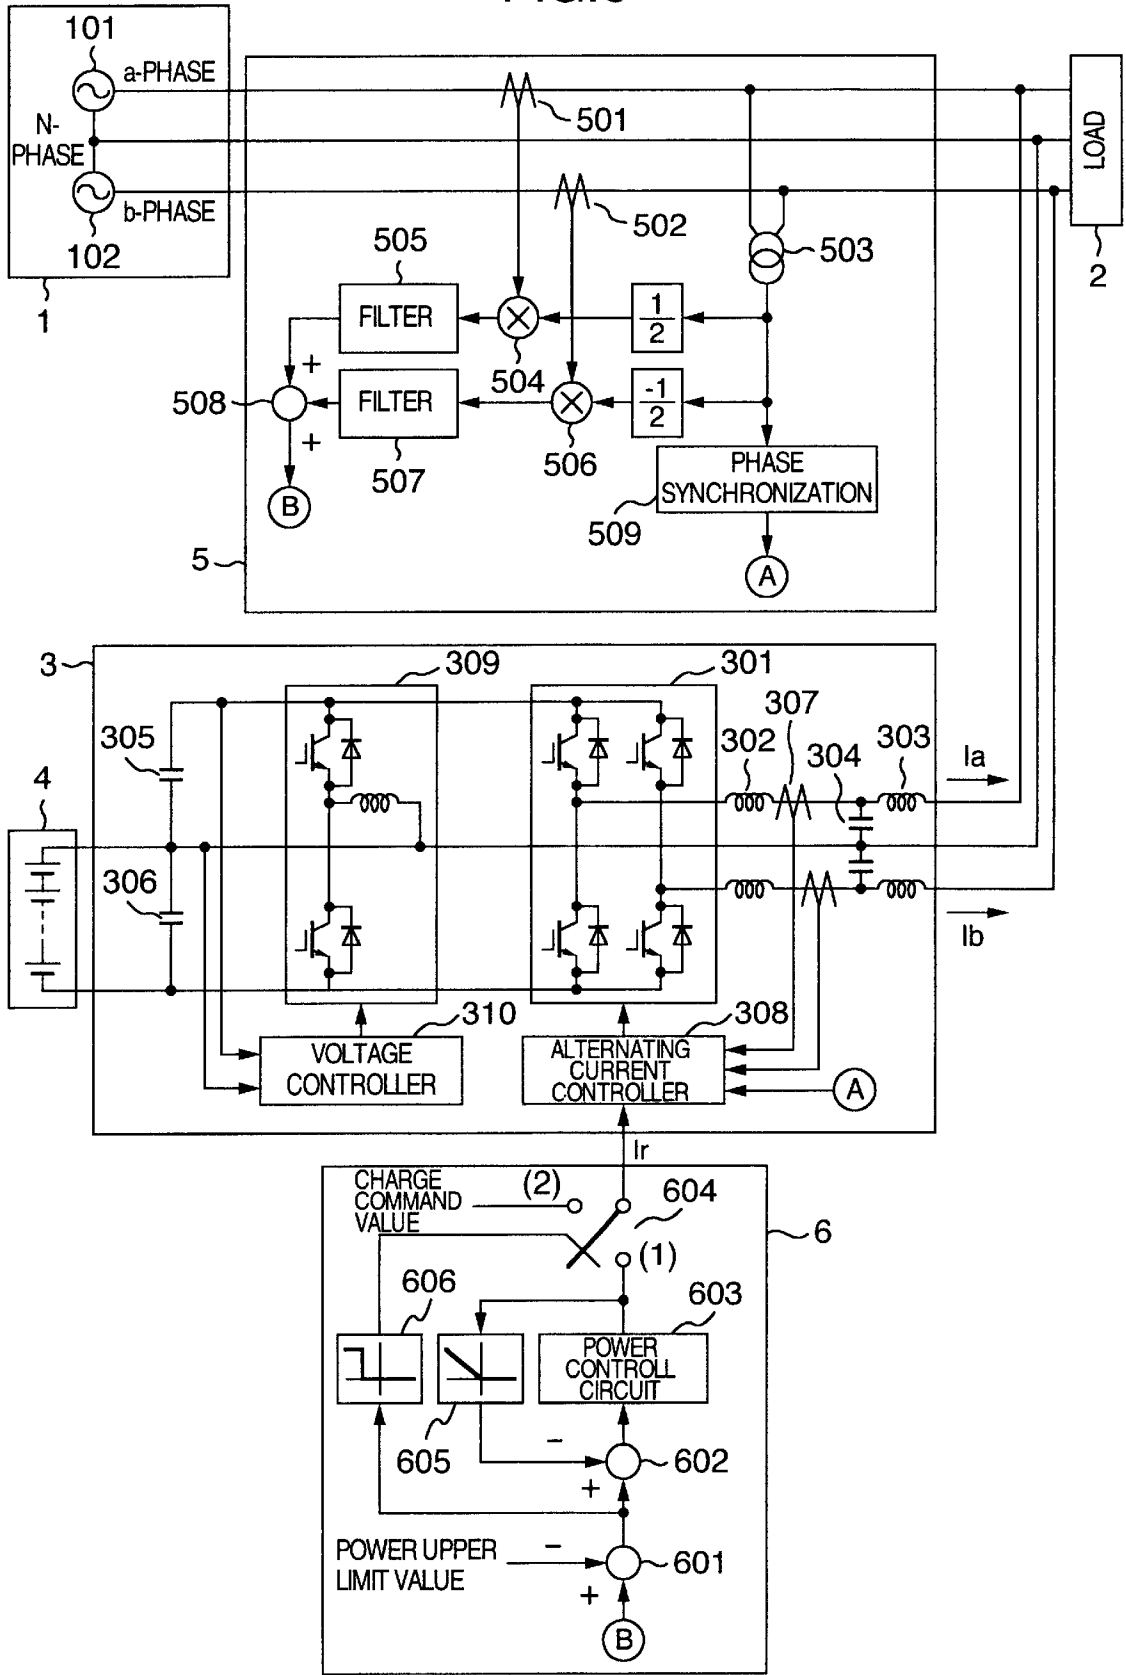 101
a-PHASE
N-
PHASE
b-PHASE
102
1
501
502
503
LOAD
2
505
FILTER
504
1
2
508
+
+
FILTER
507
506
-1
2
PHASE
SYNCHRONIZATION
509
B
A
5
3
309
301
307
302
304
303
Ia
305
4
306
Ib
310
308
VOLTAGE
CONTROLLER
ALTERNATING
CURRENT
CONTROLLER
A
Ir
CHARGE
COMMAND
VALUE
(2)
604
6
(1)
606
603
POWER
CONTROLL
CIRCUIT
605
−
602
+
POWER UPPER
LIMIT VALUE
−
601
+
B